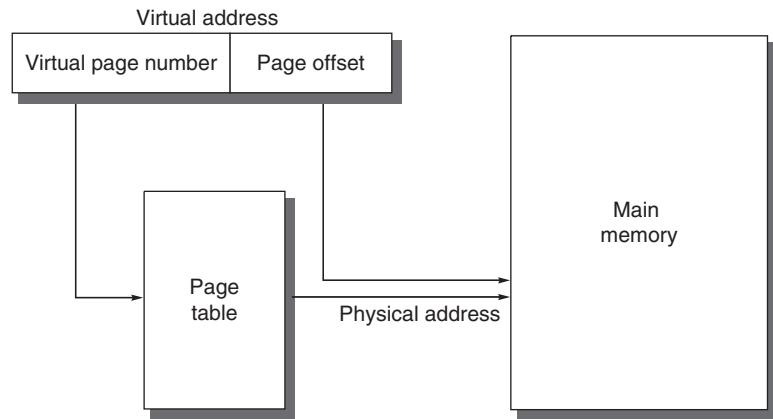 Virtual address
Virtual page number
Page offset
Main
memory
Page
table
Physical address